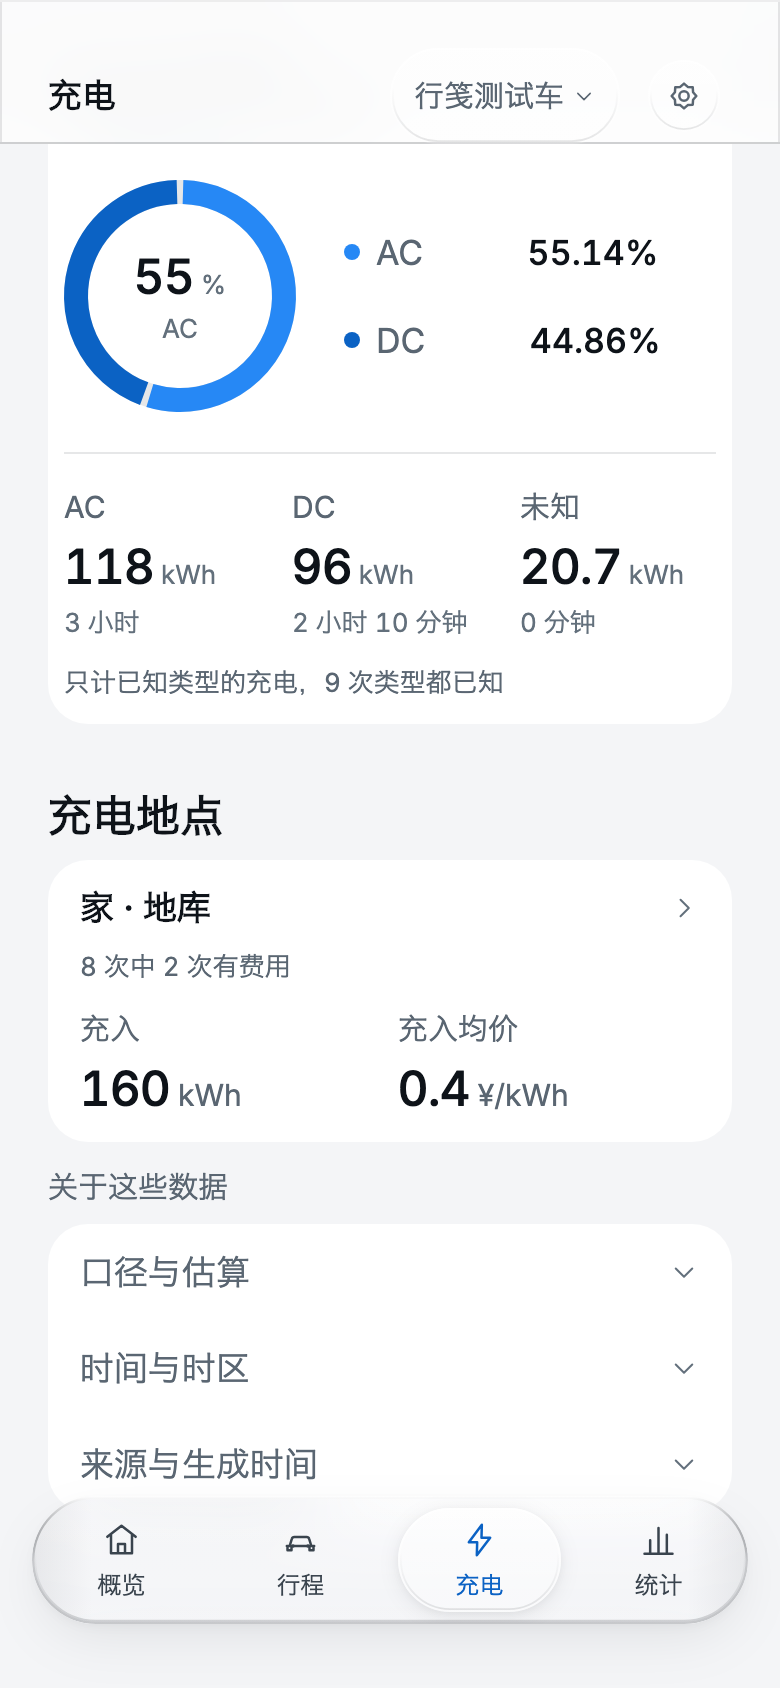 充电
行笺测试车
55 %
AC
AC 55.14%
DC 44.86%
AC DC 未知
118 kWh 96 kWh 20.7 kWh
3 小时 2 小时 10 分钟 0 分钟
只计已知类型的充电，9 次类型都已知
充电地点
家 · 地库
8 次中 2 次有费用
充入 充入均价
160 kWh 0.4 ¥/kWh
关于这些数据
口径与估算
时间与时区
来源与生成时间
概览 行程 充电 统计